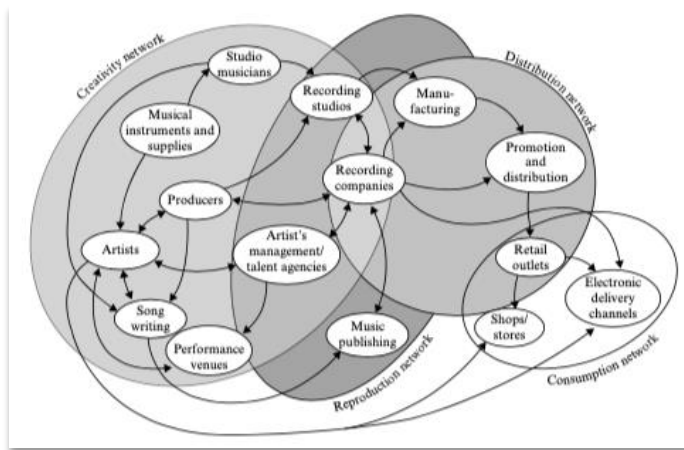 Creativity network
Studio
musicians
Recording
studios
Manu-
facturing
Distribution network
Musical
instruments and
supplies
Recording
companies
Promotion
and
distribution
Producers
Artists
Artist's
management/
talent agencies
Retail
outlets
Electronic
delivery
channels
Song
writing
Music
publishing
Shops/
stores
Performance
venues
Reproduction network
Consumption network